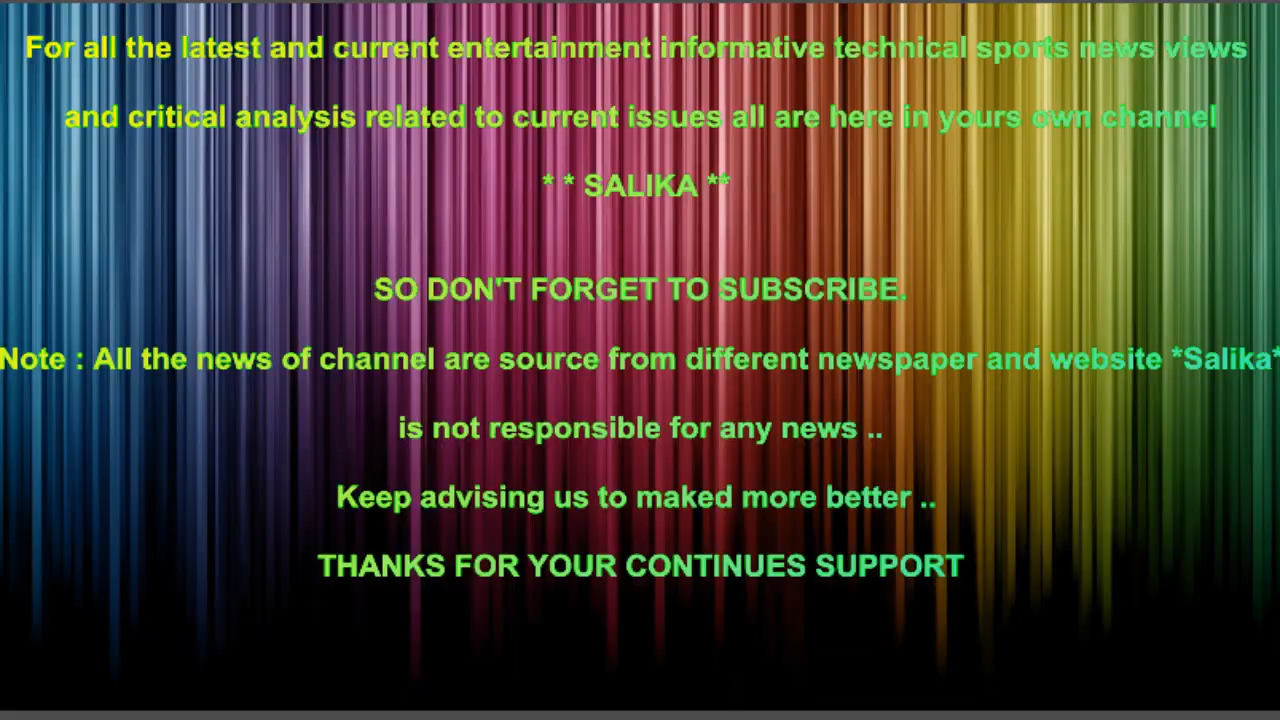 For all the latest and current entertainment informative technical sports news views
and critical analysis related to current issues all are here in yours own channel
* * SALIKA **
SO DON'T FORGET TO SUBSCRIBE.
Note : All the news of channel are source from different newspaper and website *Salika*
is not responsible for any news ..
Keep advising us to maked more better ..
THANKS FOR YOUR CONTINUES SUPPORT